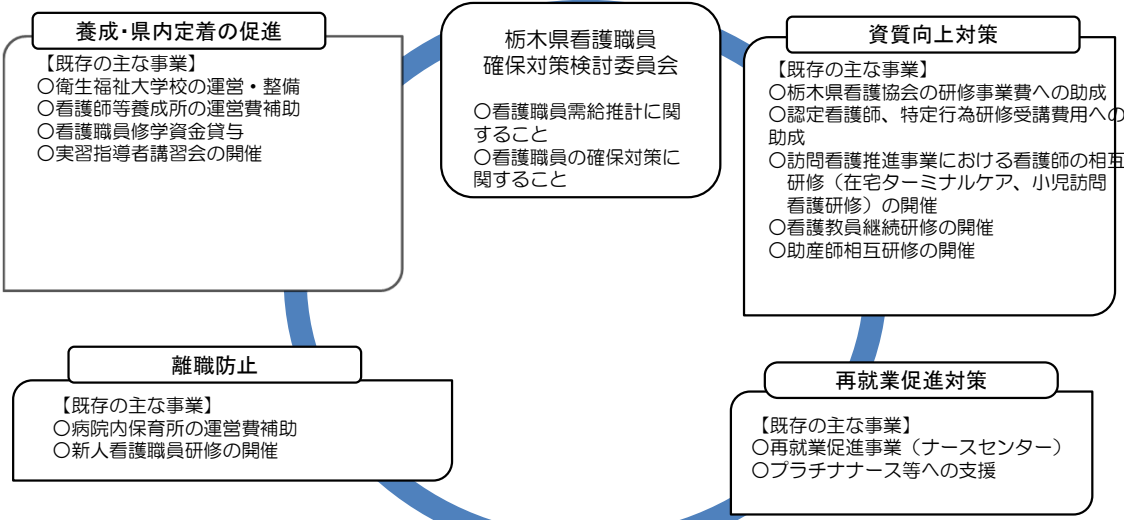 養成・県内定着の促進
【既存の主な事業】
〇衛生福祉大学校の運営・整備
〇看護師等養成所の運営費補助
〇看護職員修学資金貸与
〇実習指導者講習会の開催
栃木県看護職員
確保対策検討委員会
〇看護職員需給推計に関
すること
〇看護職員の確保対策に
関すること
資質向上対策
【既存の主な事業】
〇栃木県看護協会の研修事業費への助成
〇認定看護師、特定行為研修受講費用への
助成
〇訪問看護推進事業における看護師の相互
研修（在宅ターミナルケア、小児訪問
看護研修）の開催
〇看護教員継続研修の開催
〇助産師相互研修の開催
離職防止
【既存の主な事業】
〇病院内保育所の運営費補助
〇新人看護職員研修の開催
再就業促進対策
【既存の主な事業】
〇再就業促進事業（ナースセンター）
〇プラチナナース等への支援